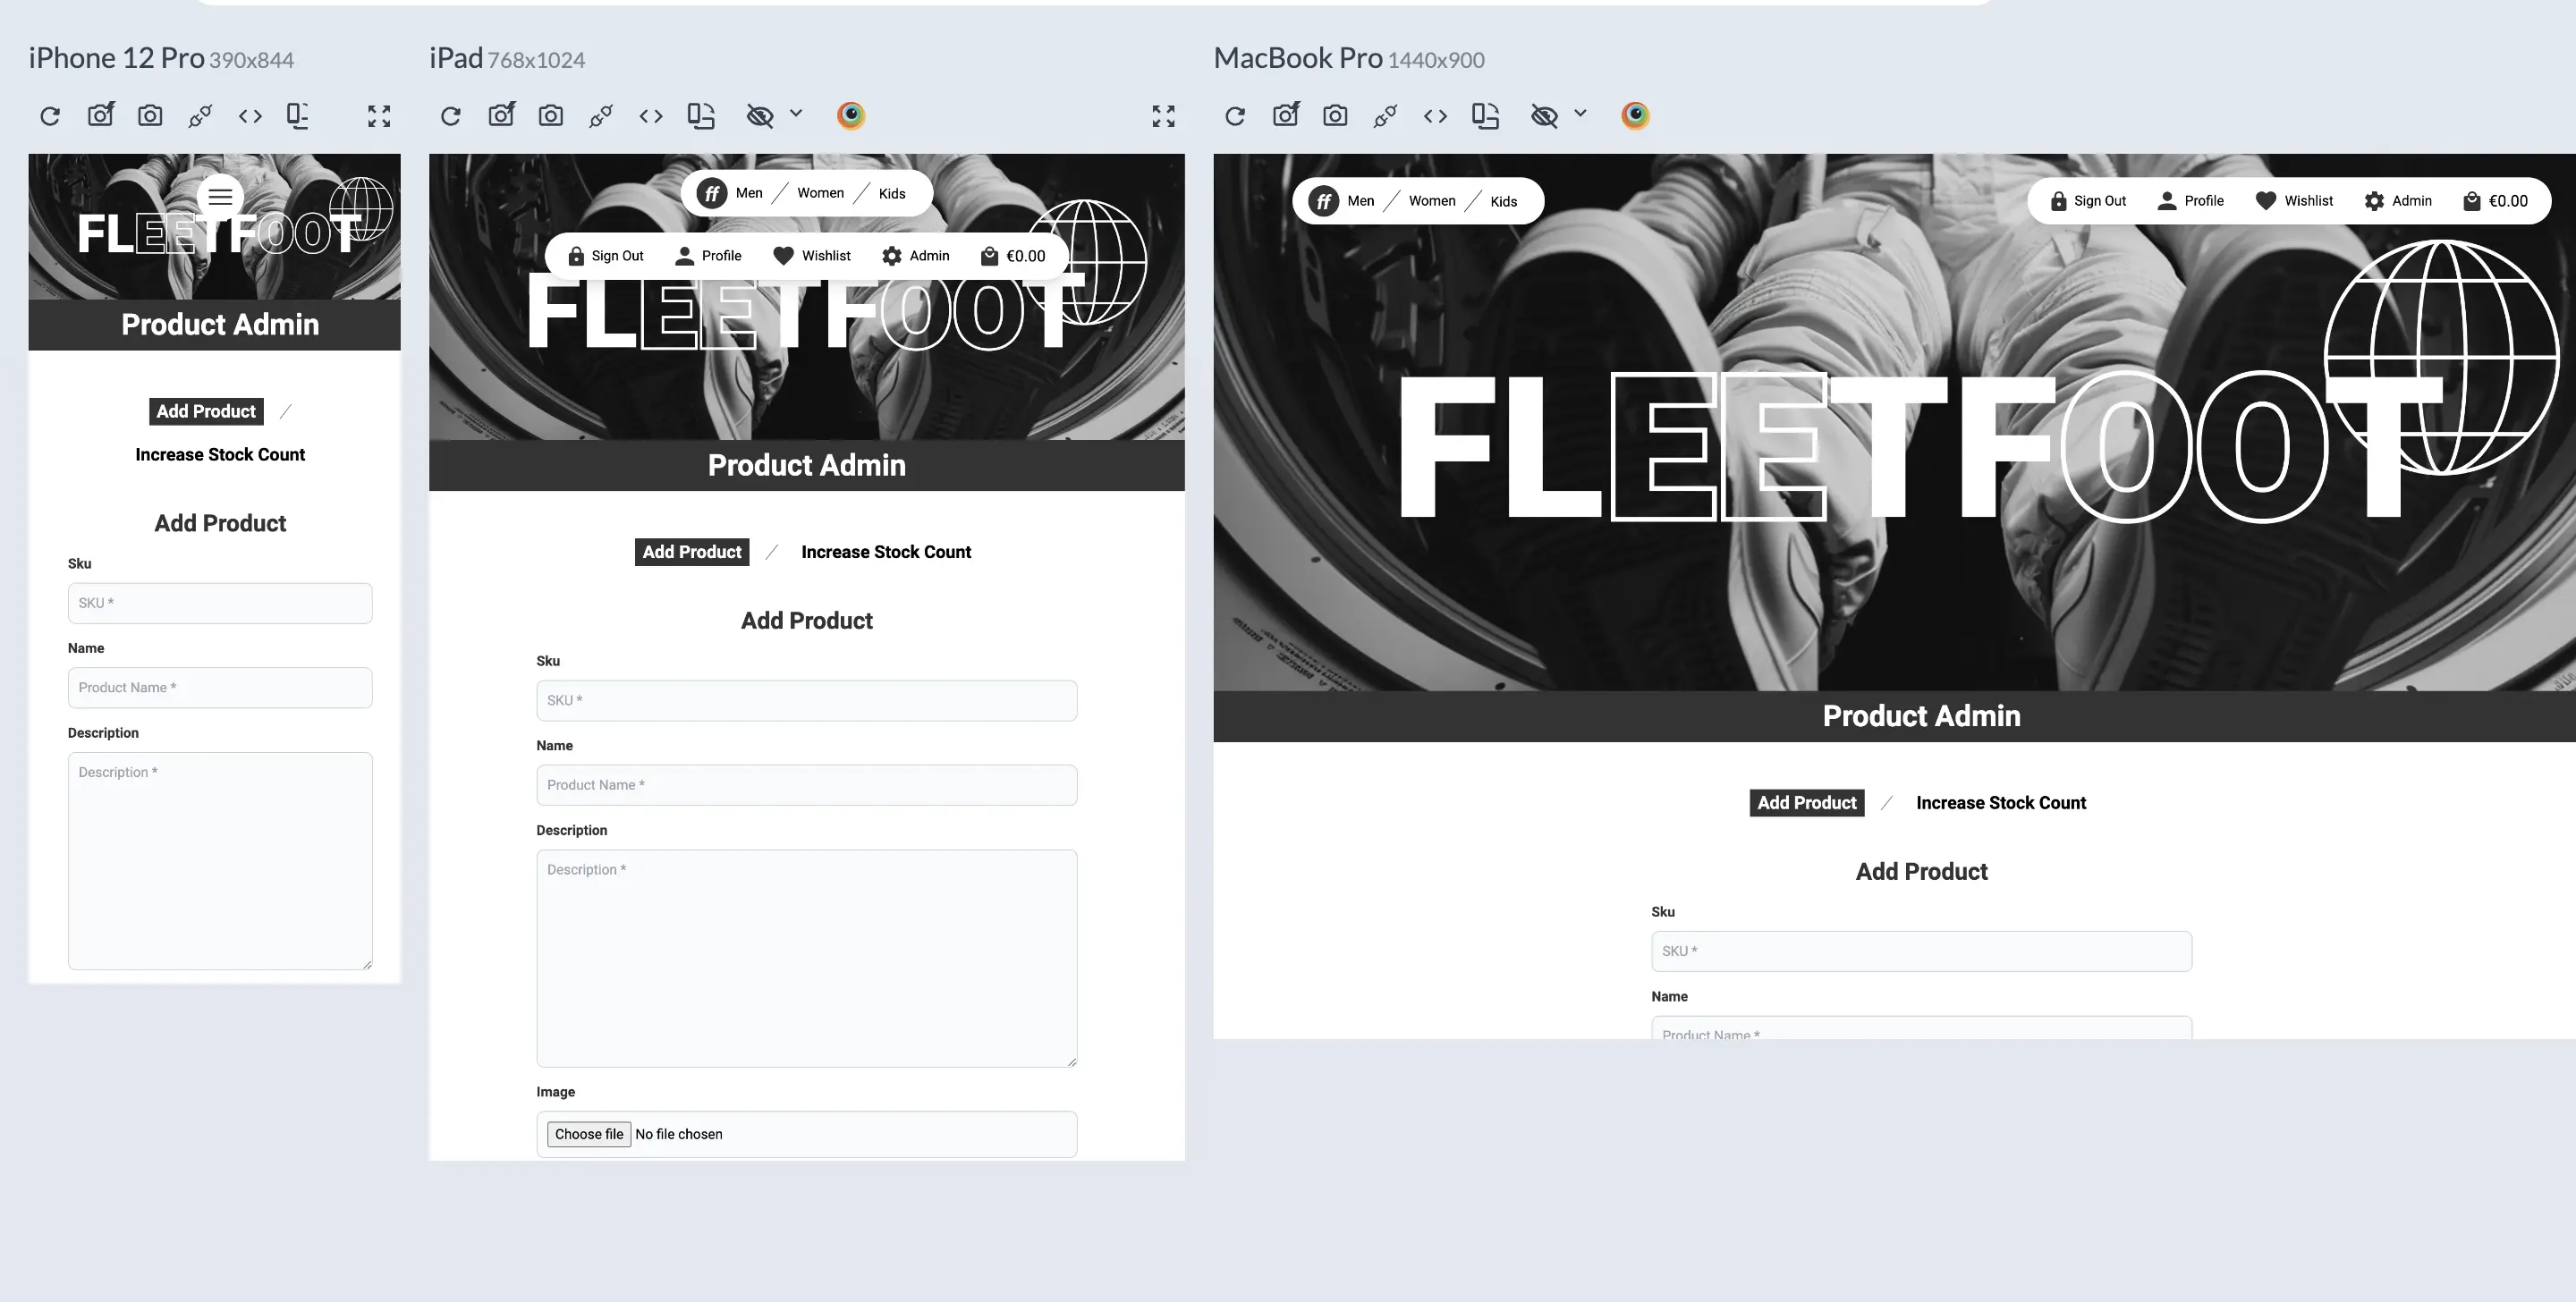 iPhone 12 Pro 390x844
Product Admin
FLEETFOOT
Add Product
Increase Stock Count
Add Product
Sku
SKU *
Name
Product Name *
Description
Description *
iPad 768x1024
ff Men Women Kids
Sign Out Profile Wishlist Admin €0.00
FLEETFOOT
Product Admin
Add Product Increase Stock Count
Add Product
Sku
SKU *
Name
Product Name *
Description
Description *
Image
Choose file No file chosen
MacBook Pro 1440x900
ff Men Women Kids
Sign Out Profile Wishlist Admin €0.00
FLEETFOOT
Product Admin
Add Product Increase Stock Count
Add Product
Sku
SKU *
Name
Product Name *